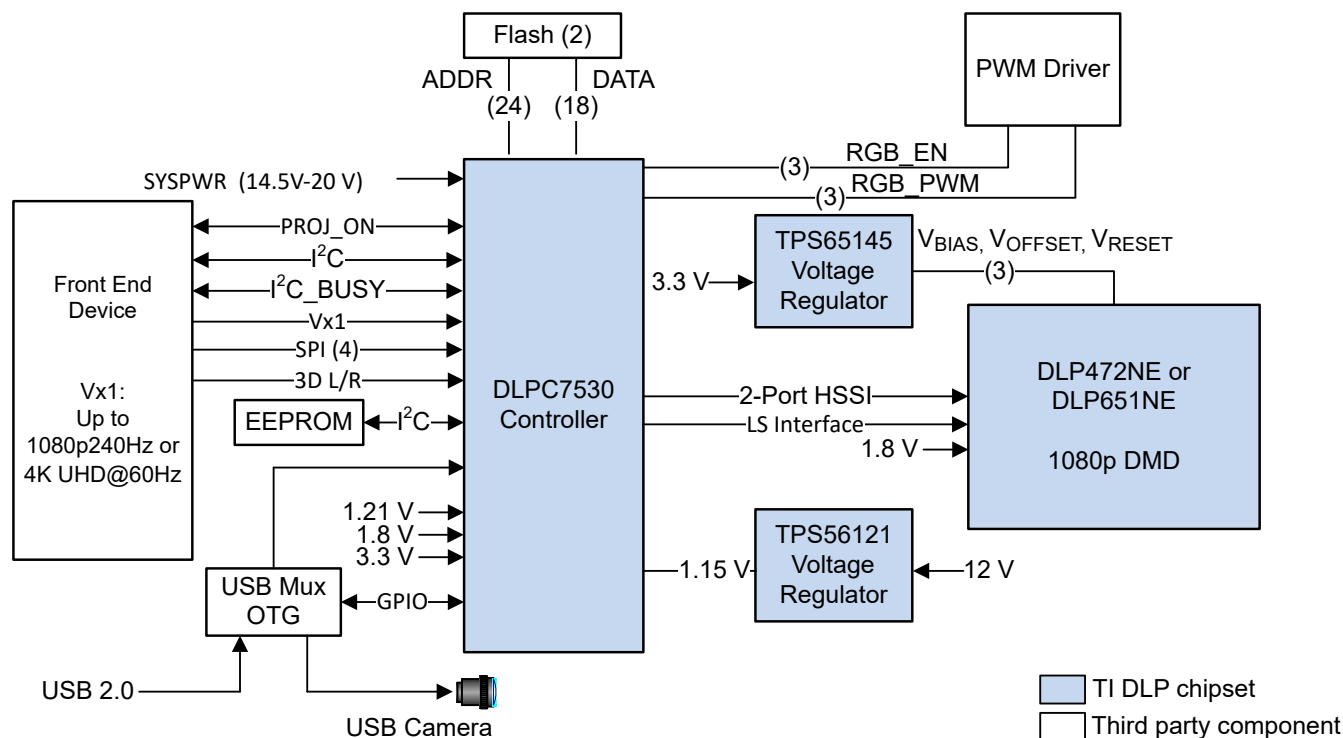 Flash (2)
ADDR
DATA
(24)
(18)
PWM Driver
RGB_EN
(3)
RGB_PWM
(3)
SYSPWR (14.5V-20 V)
PROJ_ON
I²C
I²C_BUSY
Vx1
SPI (4)
3D L/R
Front End
Device
Vx1:
Up to
1080p240Hz or
4K UHD@60Hz
EEPROM
I²C
1.21 V
1.8 V
3.3 V
USB Mux
OTG
GPIO
USB 2.0
USB Camera
DLPC7530
Controller
3.3 V
TPS65145
Voltage
Regulator
VBIAS, VOFFSET, VRESET
(3)
2-Port HSSI
LS Interface
1.8 V
DLP472NE or
DLP651NE
1080p DMD
1.15 V
TPS56121
Voltage
Regulator
12 V
TI DLP chipset
Third party component